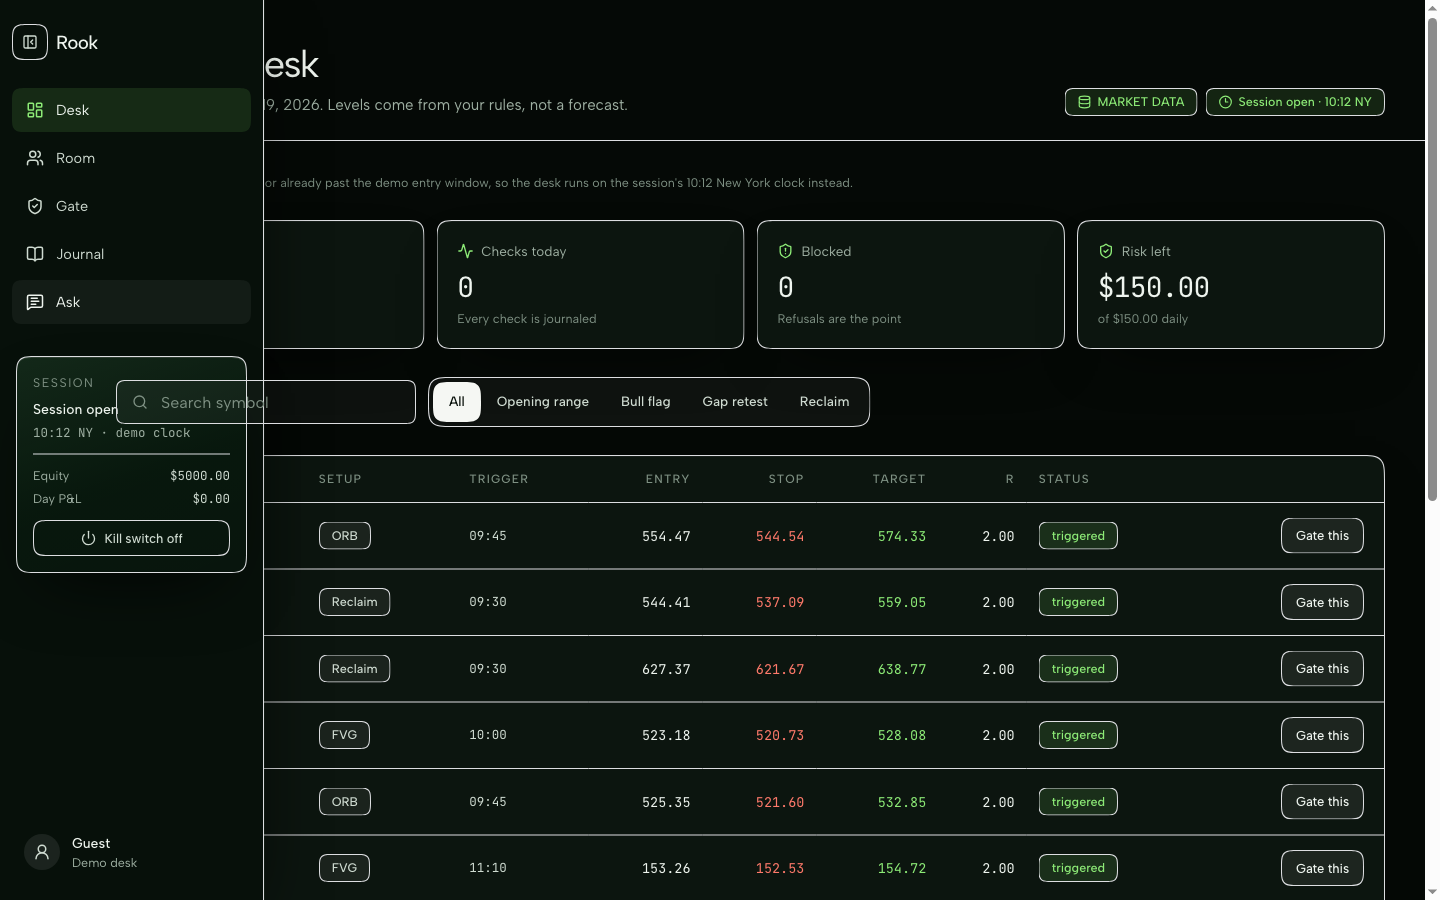 Rook
Desk
Room
Gate
Journal
Ask
SESSION
Session open
10:12 NY · demo clock
Equity $5000.00
Day P&L $0.00
Kill switch off
Guest
Demo desk
esk
19, 2026. Levels come from your rules, not a forecast.
MARKET DATA
Session open · 10:12 NY
or already past the demo entry window, so the desk runs on the session's 10:12 New York clock instead.
Checks today
0
Every check is journaled
Blocked
0
Refusals are the point
Risk left
$150.00
of $150.00 daily
Search symbol
All Opening range Bull flag Gap retest Reclaim
SETUP TRIGGER ENTRY STOP TARGET R STATUS
ORB 09:45 554.47 544.54 574.33 2.00 triggered Gate this
Reclaim 09:30 544.41 537.09 559.05 2.00 triggered Gate this
Reclaim 09:30 627.37 621.67 638.77 2.00 triggered Gate this
FVG 10:00 523.18 520.73 528.08 2.00 triggered Gate this
ORB 09:45 525.35 521.60 532.85 2.00 triggered Gate this
FVG 11:10 153.26 152.53 154.72 2.00 triggered Gate this